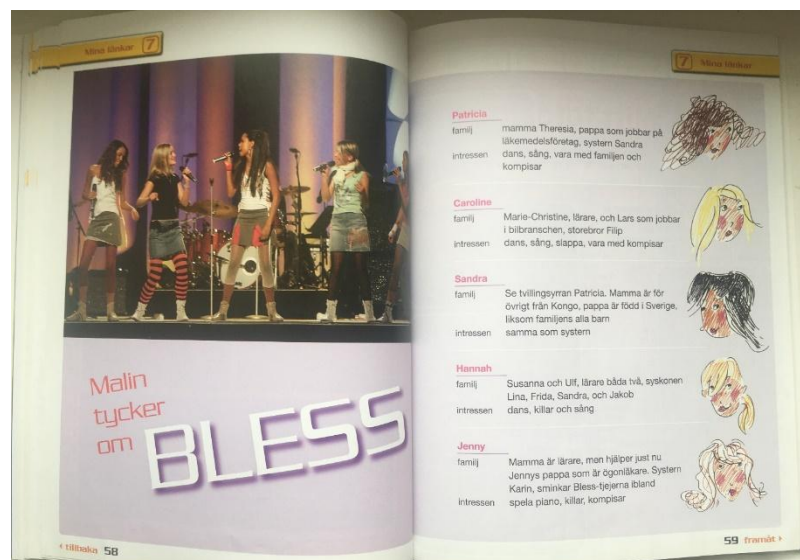 Mina länkar 7
Malin
tycker
om
BLESS
‹ tillbaka 58
7 Mina länkar
Patricia
familj mamma Theresia, pappa som jobbar på
läkemedelsföretag, systern Sandra
intressen dans, sång, vara med familjen och
kompisar
Caroline
familj Marie-Christine, lärare, och Lars som jobbar
i bilbranschen, storebror Filip
intressen dans, sång, slappa, vara med kompisar
Sandra
familj Se tvillingsyrran Patricia. Mamma är för
övrigt från Kongo, pappa är född i Sverige,
liksom familjens alla barn
intressen samma som systern
Hannah
familj Susanna och Ulf, lärare båda två, syskonen
Lina, Frida, Sandra, och Jakob
intressen dans, killar och sång
Jenny
familj Mamma är lärare, men hjälper just nu
Jennys pappa som är ögonläkare. Systern
Karin, sminkar Bless-tjejerna ibland
intressen spela piano, killar, kompisar
59 framåt ›